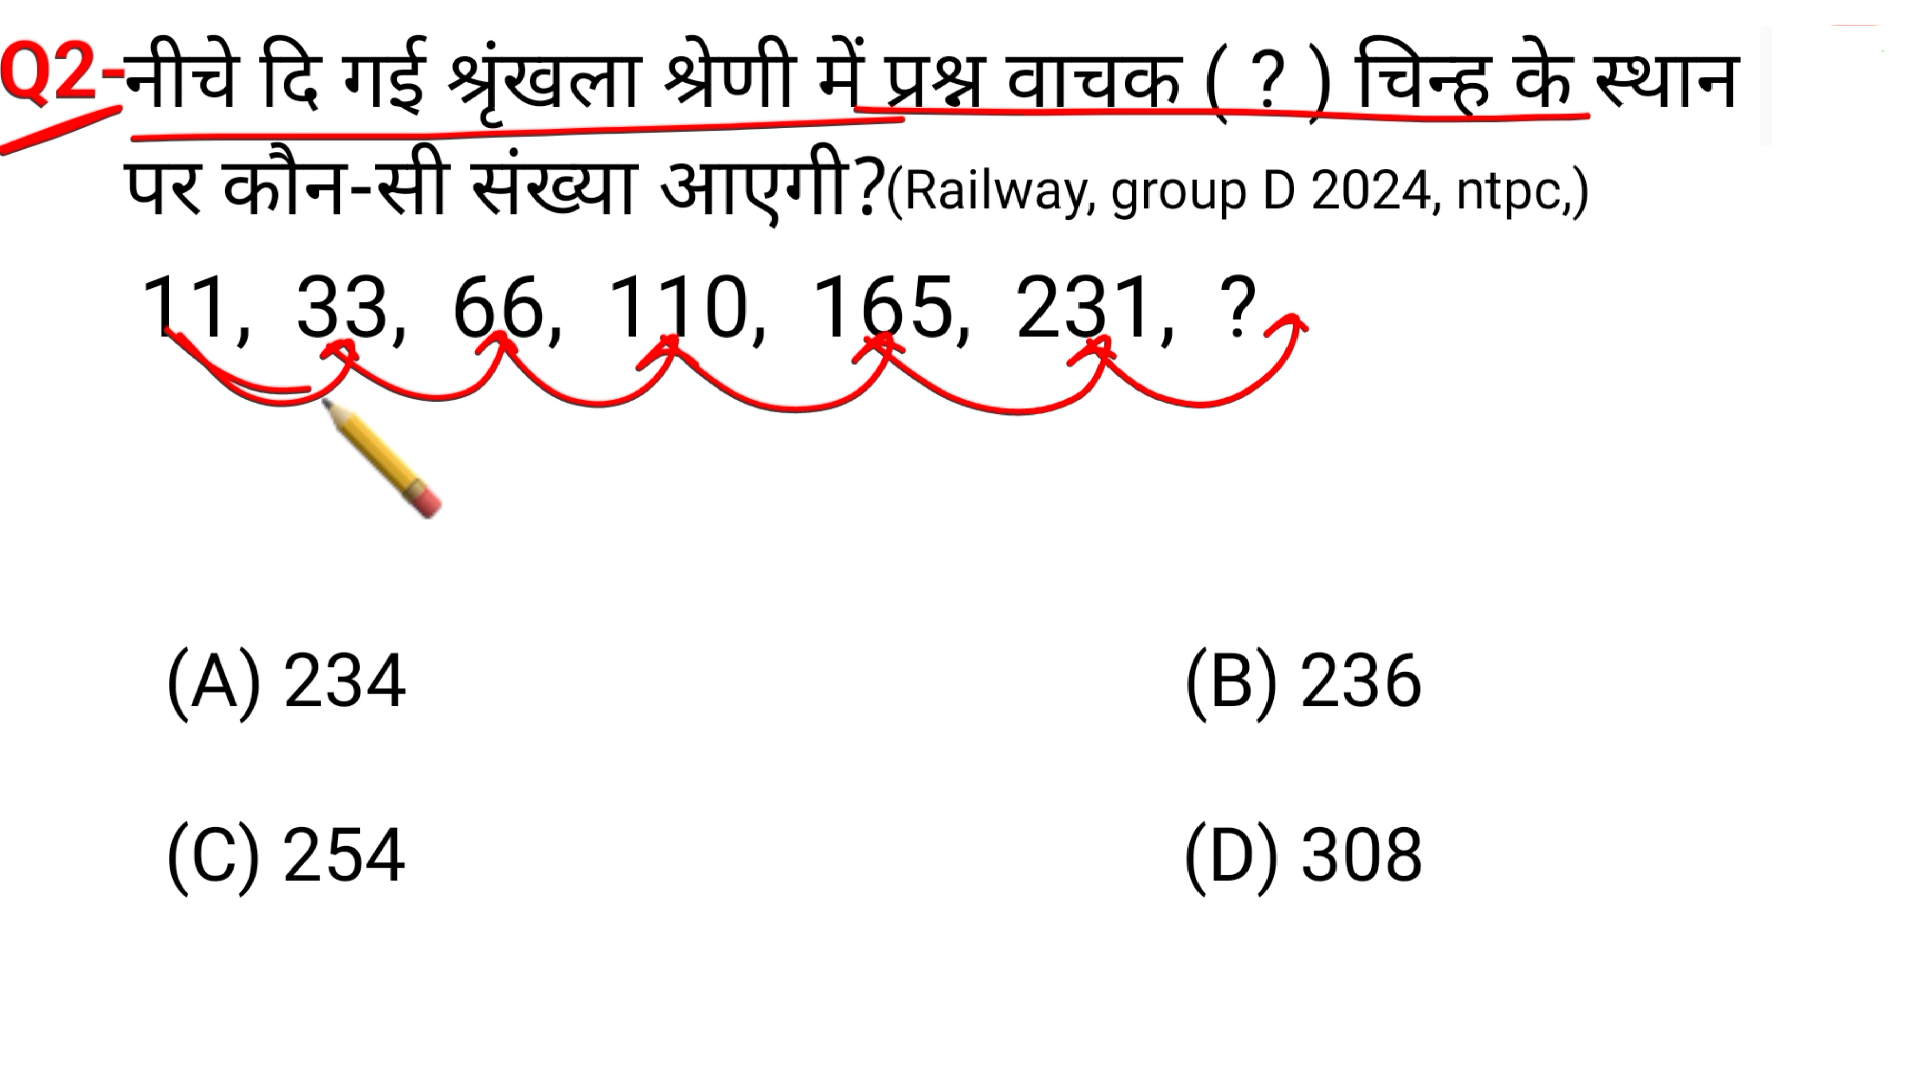 Q2-नीचे दि गई श्रृंखला श्रेणी में प्रश्न वाचक ( ? ) चिन्ह के स्थान
पर कौन-सी संख्या आएगी?(Railway, group D 2024, ntpc,)
11, 33, 66, 110, 165, 231, ?
(A) 234 (B) 236
(C) 254 (D) 308